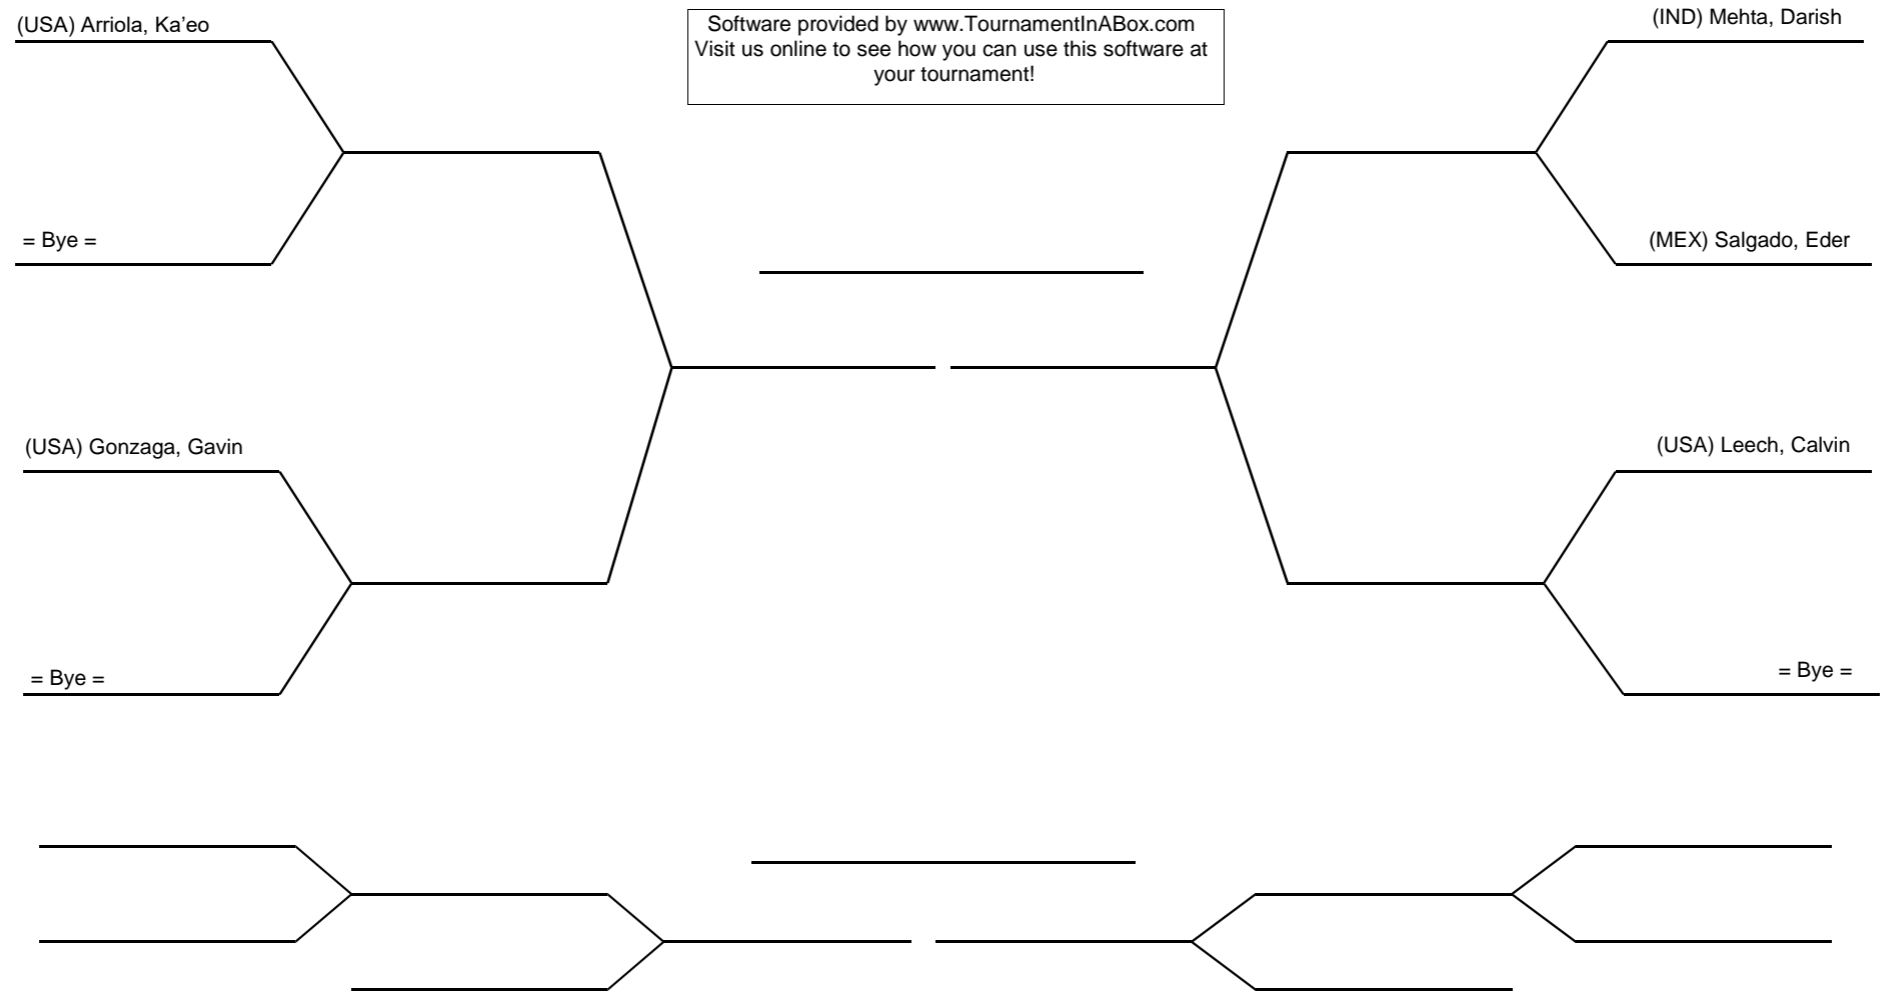 (USA) Arriola, Ka'eo
Software provided by www.TournamentInABox.com
Visit us online to see how you can use this software at
your tournament!
(IND) Mehta, Darish
= Bye =
(MEX) Salgado, Eder
(USA) Gonzaga, Gavin
(USA) Leech, Calvin
= Bye =
= Bye =